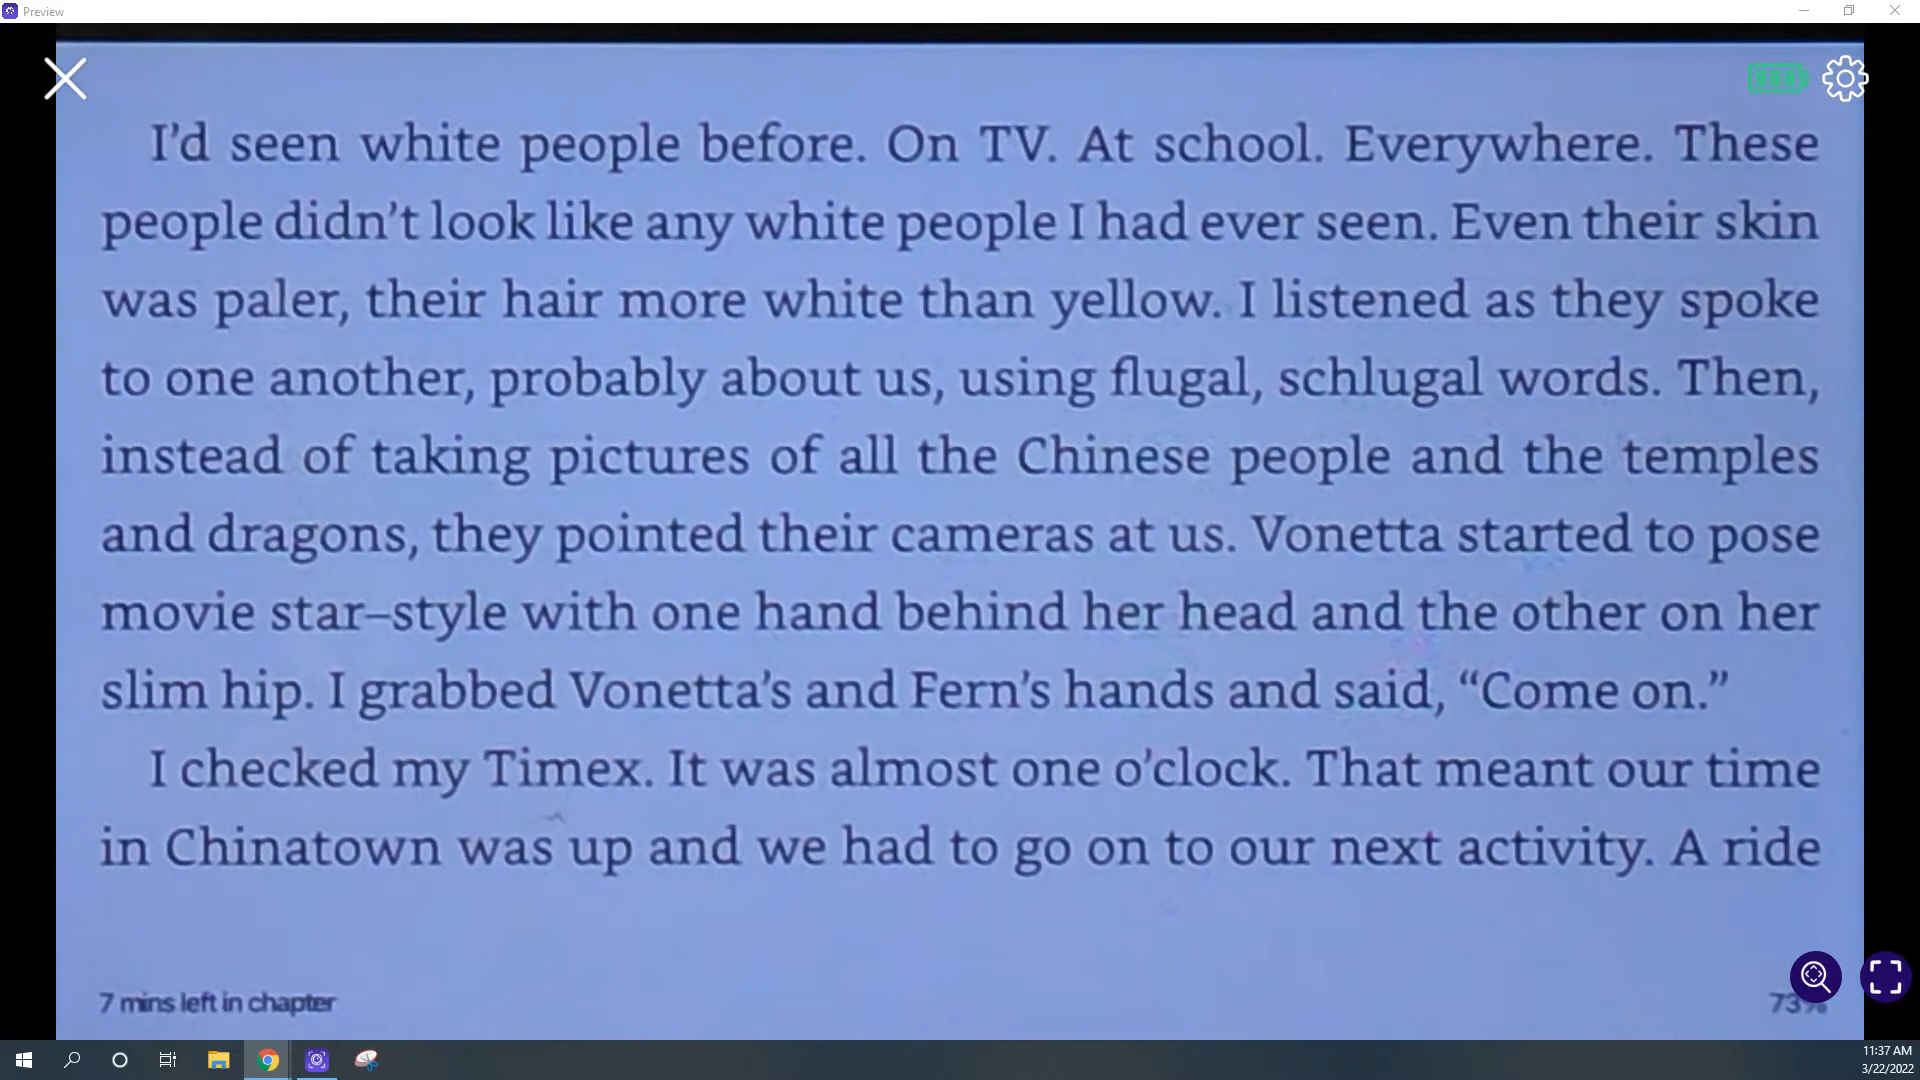 Preview
I’d seen white people before. On TV. At school. Everywhere. These
people didn’t look like any white people I had ever seen. Even their skin
was paler, their hair more white than yellow. I listened as they spoke
to one another, probably about us, using flugal, schlugal words. Then,
instead of taking pictures of all the Chinese people and the temples
and dragons, they pointed their cameras at us. Vonetta started to pose
movie star–style with one hand behind her head and the other on her
slim hip. I grabbed Vonetta’s and Fern’s hands and said, “Come on.”
I checked my Timex. It was almost one o’clock. That meant our time
in Chinatown was up and we had to go on to our next activity. A ride
7 mins left in chapter
73%
11:37 AM
3/22/2022